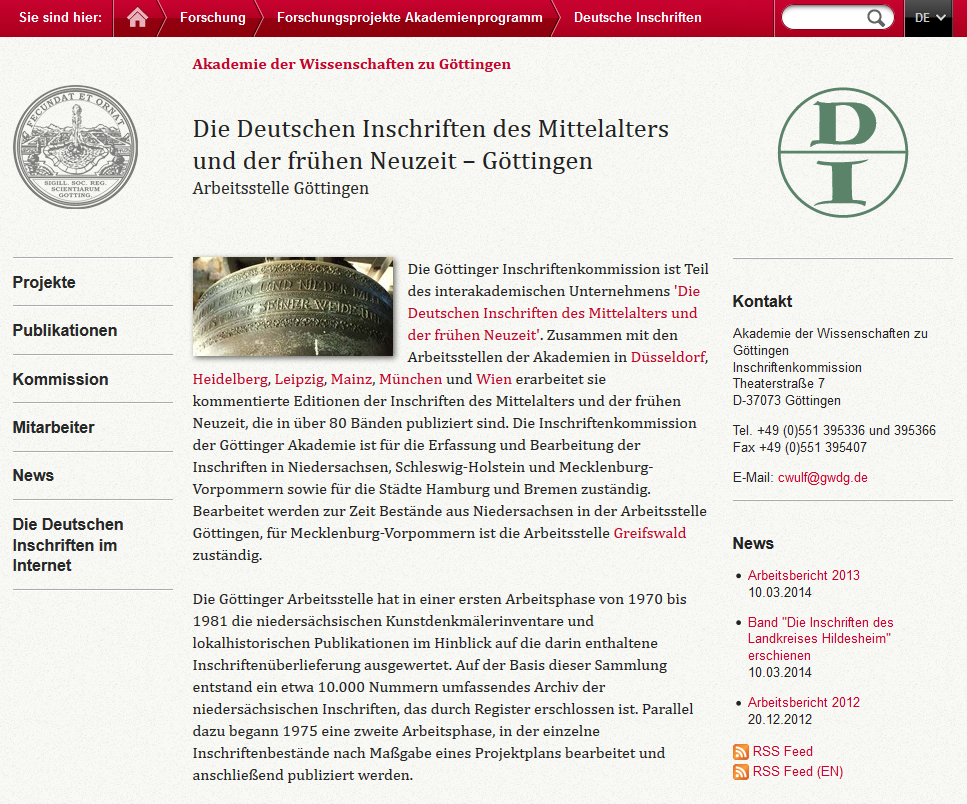 Sie sind hier:
Forschung
Forschungsprojekte Akademienprogramm
Deutsche Inschriften
DE
Akademie der Wissenschaften zu Göttingen
FECUNDAT ET ORNAT
SIGILL. SOC. REG.
SCIENTIARUM
GOTTING.
Die Deutschen Inschriften des Mittelalters
und der frühen Neuzeit – Göttingen
Arbeitsstelle Göttingen
D
I
Projekte
Publikationen
Kommission
Mitarbeiter
News
Die Deutschen
Inschriften im
Internet
UND NIEDER
SEINER WEID
Die Göttinger Inschriftenkommission ist Teil
des interakademischen Unternehmens 'Die
Deutschen Inschriften des Mittelalters und
der frühen Neuzeit'. Zusammen mit den
Arbeitsstellen der Akademien in Düsseldorf,
Heidelberg, Leipzig, Mainz, München und Wien erarbeitet sie
kommentierte Editionen der Inschriften des Mittelalters und der frühen
Neuzeit, die in über 80 Bänden publiziert sind. Die Inschriftenkommission
der Göttinger Akademie ist für die Erfassung und Bearbeitung der
Inschriften in Niedersachsen, Schleswig-Holstein und Mecklenburg-
Vorpommern sowie für die Städte Hamburg und Bremen zuständig.
Bearbeitet werden zur Zeit Bestände aus Niedersachsen in der Arbeitsstelle
Göttingen, für Mecklenburg-Vorpommern ist die Arbeitsstelle Greifswald
zuständig.
Die Göttinger Arbeitsstelle hat in einer ersten Arbeitsphase von 1970 bis
1981 die niedersächsischen Kunstdenkmälerinventare und
lokalhistorischen Publikationen im Hinblick auf die darin enthaltene
Inschriftenüberlieferung ausgewertet. Auf der Basis dieser Sammlung
entstand ein etwa 10.000 Nummern umfassendes Archiv der
niedersächsischen Inschriften, das durch Register erschlossen ist. Parallel
dazu begann 1975 eine zweite Arbeitsphase, in der einzelne
Inschriftenbestände nach Maßgabe eines Projektplans bearbeitet und
anschließend publiziert werden.
Kontakt
Akademie der Wissenschaften zu
Göttingen
Inschriftenkommission
Theaterstraße 7
D-37073 Göttingen
Tel. +49 (0)551 395336 und 395366
Fax +49 (0)551 395407
E-Mail: cwulf@gwdg.de
News
Arbeitsbericht 2013
10.03.2014
Band "Die Inschriften des
Landkreises Hildesheim"
erschienen
10.03.2014
Arbeitsbericht 2012
20.12.2012
RSS Feed
RSS Feed (EN)